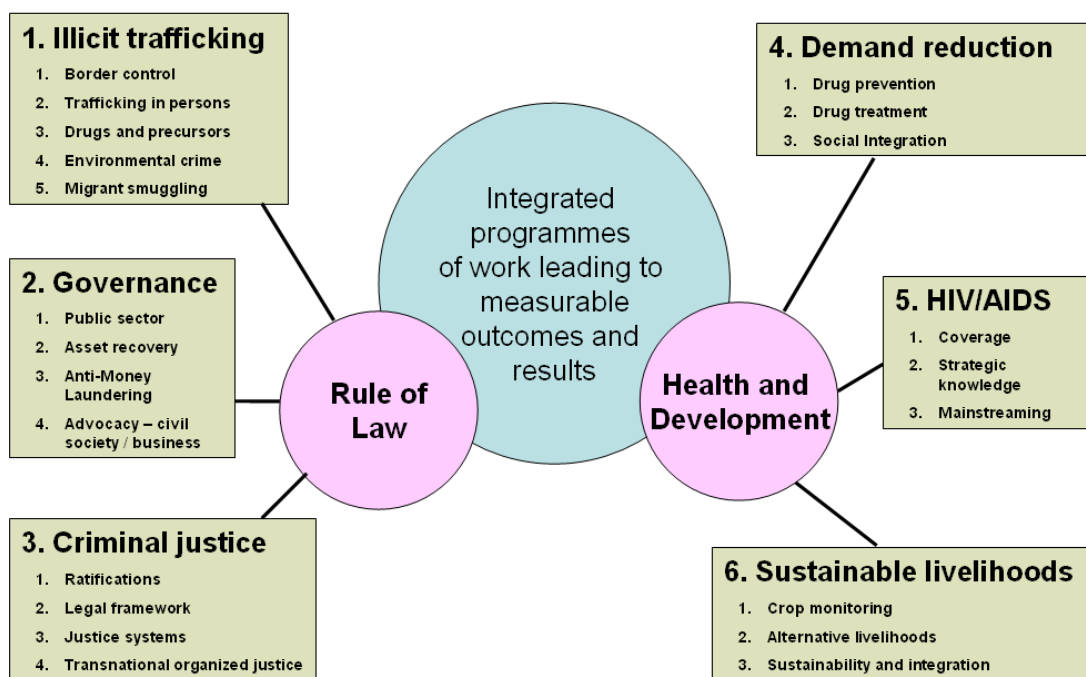 1. Illicit trafficking
1. Border control
2. Trafficking in persons
3. Drugs and precursors
4. Environmental crime
5. Migrant smuggling
2. Governance
1. Public sector
2. Asset recovery
3. Anti-Money
Laundering
4. Advocacy – civil
society / business
3. Criminal justice
1. Ratifications
2. Legal framework
3. Justice systems
4. Transnational organized justice
Integrated
programmes
of work leading to
measurable
outcomes and
results
Rule of
Law
Health and
Development
4. Demand reduction
1. Drug prevention
2. Drug treatment
3. Social Integration
5. HIV/AIDS
1. Coverage
2. Strategic
knowledge
3. Mainstreaming
6. Sustainable livelihoods
1. Crop monitoring
2. Alternative livelihoods
3. Sustainability and integration